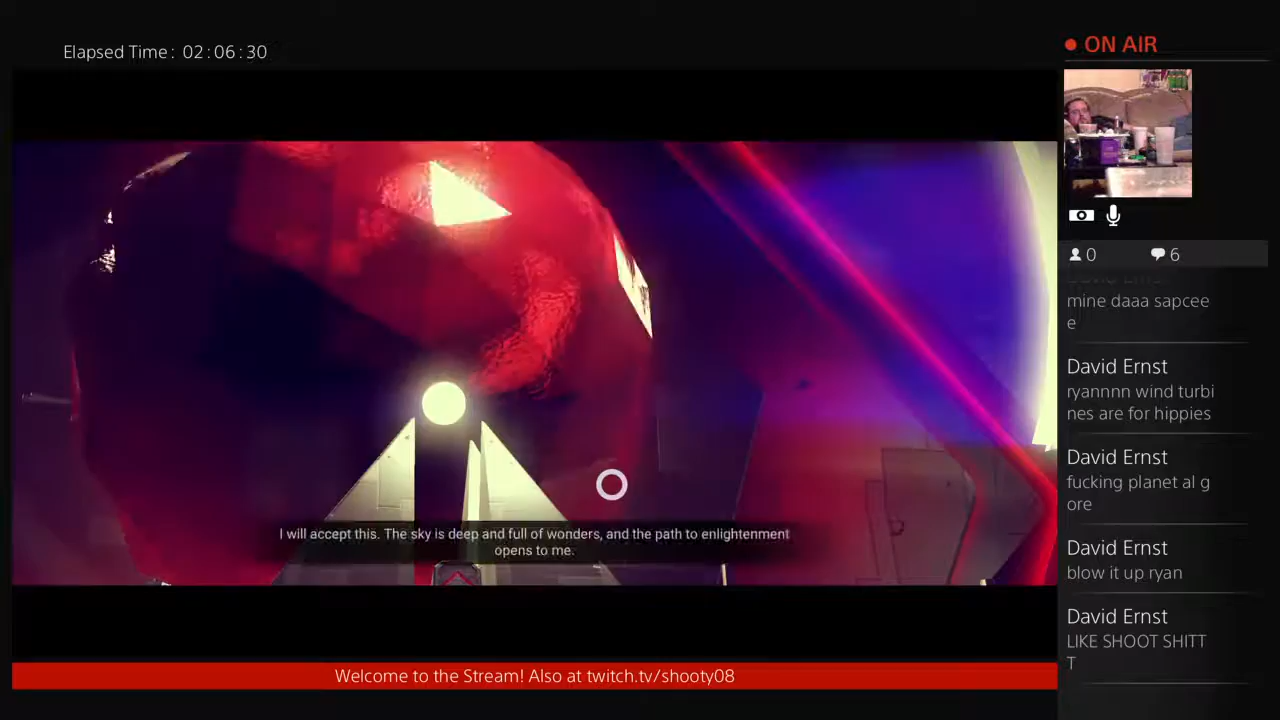 Elapsed Time: 02:06:30
ON AIR
0
6
mine daaa sapcee
e
David Ernst
ryannnn wind turbi
nes are for hippies
David Ernst
fucking planet al g
ore
David Ernst
blow it up ryan
David Ernst
LIKE SHOOT SHITT
T
I will accept this. The sky is deep and full of wonders, and the path to enlightenment
opens to me.
Welcome to the Stream! Also at twitch.tv/shooty08